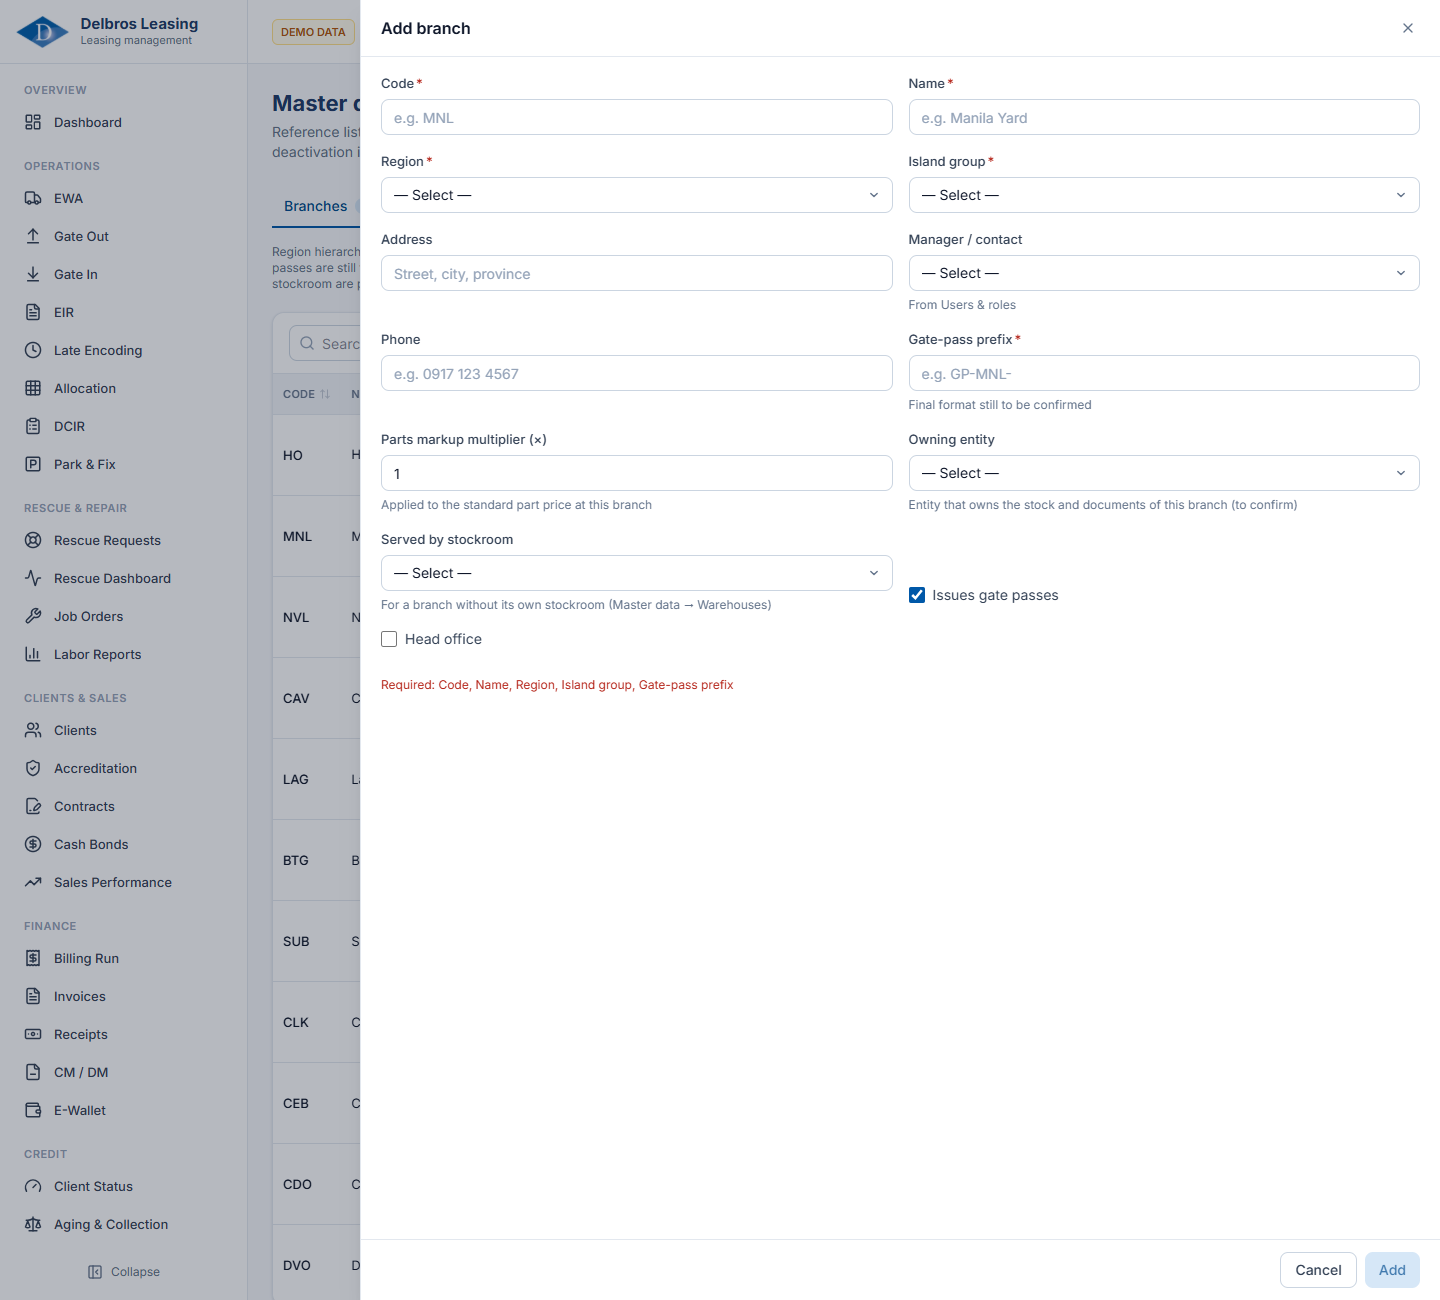 Delbros Leasing
Leasing management
OVERVIEW
Dashboard
OPERATIONS
EWA
Gate Out
Gate In
EIR
Late Encoding
Allocation
DCIR
Park & Fix
RESCUE & REPAIR
Rescue Requests
Rescue Dashboard
Job Orders
Labor Reports
CLIENTS & SALES
Clients
Accreditation
Contracts
Cash Bonds
Sales Performance
FINANCE
Billing Run
Invoices
Receipts
CM / DM
E-Wallet
CREDIT
Client Status
Aging & Collection
Collapse
DEMO DATA
Master
Reference
deactivation
Branches
Region
passes are still
stockroom are
CODE
HO
MNL
NVL
CAV
LAG
BTG
SUB
CLK
CEB
CDO
DVO
Add branch
Code *
e.g. MNL
Name *
e.g. Manila Yard
Region *
— Select —
Island group *
— Select —
Address
Street, city, province
Manager / contact
— Select —
From Users & roles
Phone
e.g. 0917 123 4567
Gate-pass prefix *
e.g. GP-MNL-
Final format still to be confirmed
Parts markup multiplier (×)
1
Applied to the standard part price at this branch
Owning entity
— Select —
Entity that owns the stock and documents of this branch (to confirm)
Served by stockroom
— Select —
For a branch without its own stockroom (Master data → Warehouses)
Issues gate passes
Head office
Required: Code, Name, Region, Island group, Gate-pass prefix
Cancel
Add